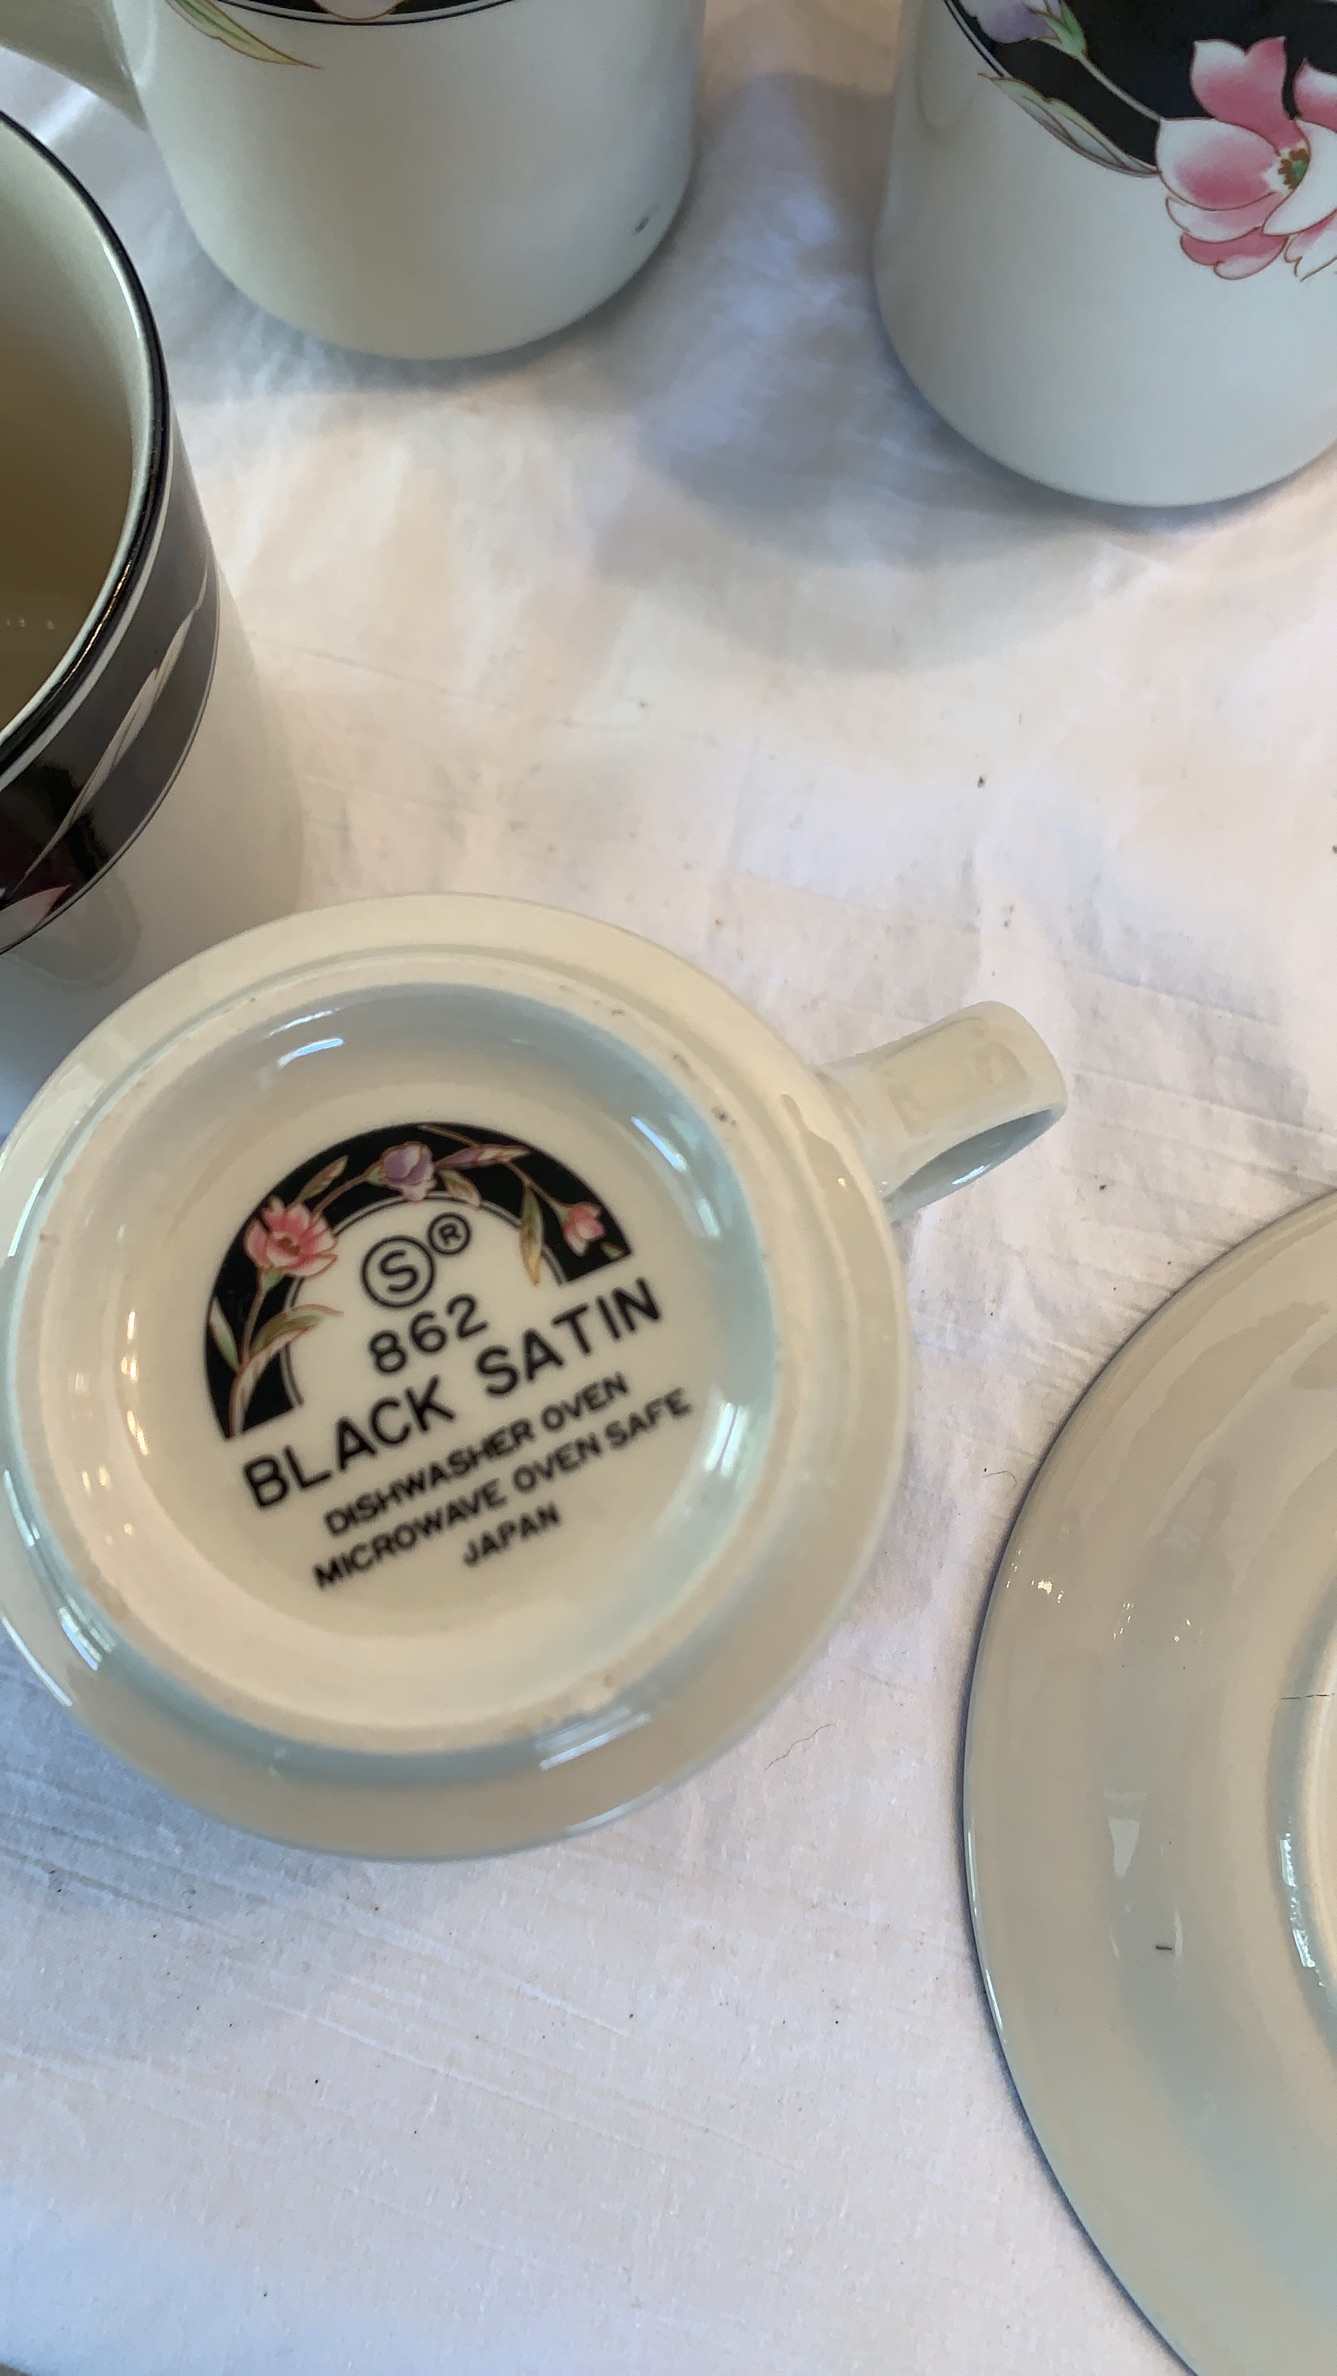 Ⓢ®
862
BLACK SATIN
DISHWASHER OVEN
MICROWAVE OVEN SAFE
JAPAN